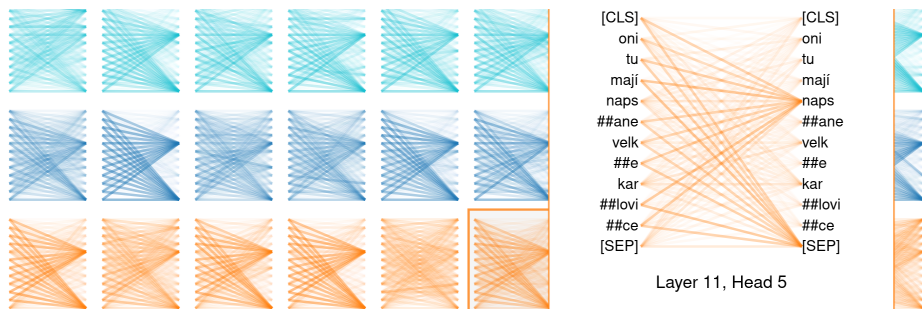 [CLS] [CLS]
oni oni
tu tu
mají mají
naps naps
##ane ##ane
velk velk
##e ##e
kar kar
##lovi ##lovi
##ce ##ce
[SEP] [SEP]
Layer 11, Head 5